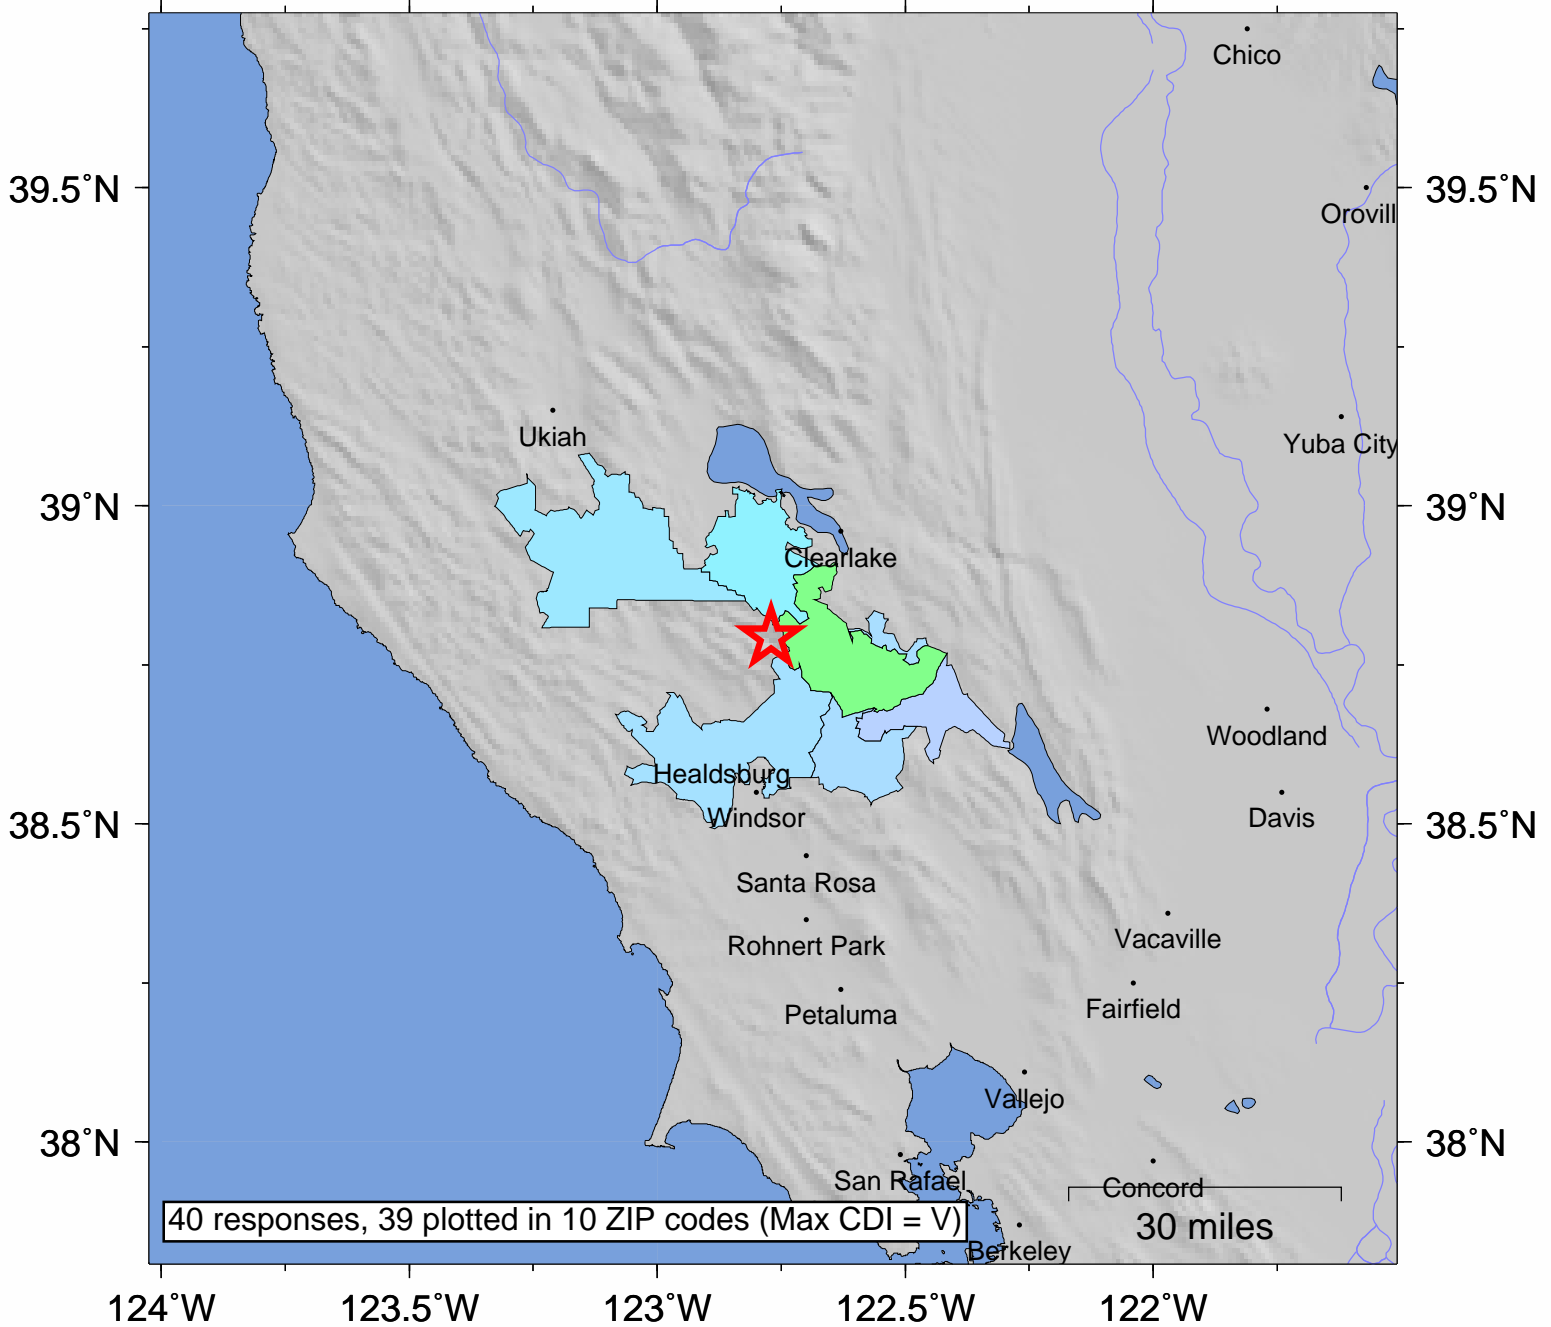 Chico
39.5˚N
39.5˚N
Orovill
Ukiah
Yuba City
39˚N
39˚N
Clearlake
Woodland
Healdsburg
Windsor
Davis
38.5˚N
38.5˚N
Santa Rosa
Rohnert Park
Vacaville
Petaluma
Fairfield
Vallejo
38˚N
38˚N
San Rafael
Concord
40 responses, 39 plotted in 10 ZIP codes (Max CDI = V)
30 miles
Berkeley
124˚W
123.5˚W
123˚W
122.5˚W
122˚W